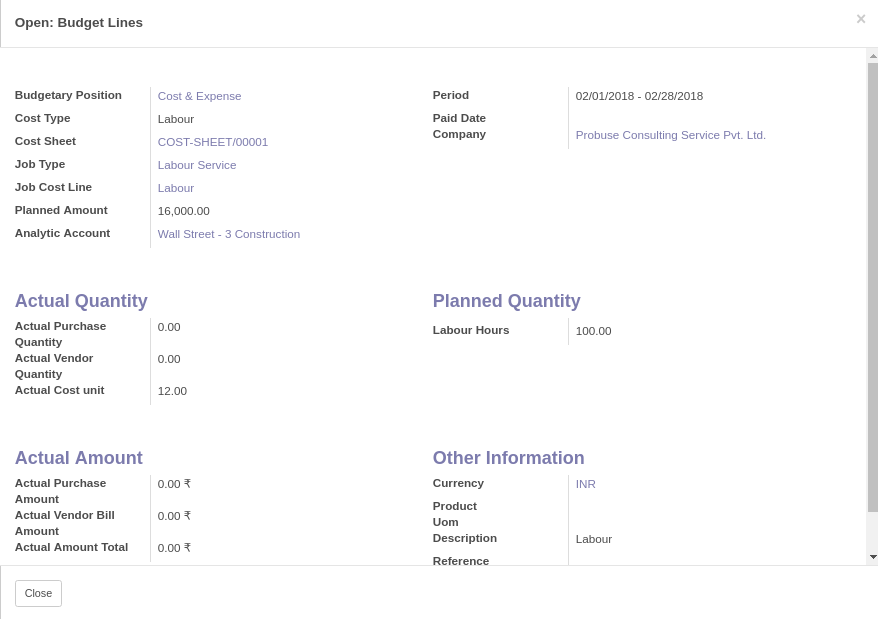 Open: Budget Lines
×
Budgetary Position Cost & Expense
Cost Type Labour
Cost Sheet COST-SHEET/00001
Job Type Labour Service
Job Cost Line Labour
Planned Amount 16,000.00
Analytic Account Wall Street - 3 Construction
Period 02/01/2018 - 02/28/2018
Paid Date
Company Probuse Consulting Service Pvt. Ltd.
Actual Quantity
Actual Purchase 0.00
Quantity
Actual Vendor 0.00
Quantity
Actual Cost unit 12.00
Planned Quantity
Labour Hours 100.00
Actual Amount
Actual Purchase 0.00 ₹
Amount
Actual Vendor Bill 0.00 ₹
Amount
Actual Amount Total 0.00 ₹
Other Information
Currency INR
Product
Uom
Description Labour
Reference
Close